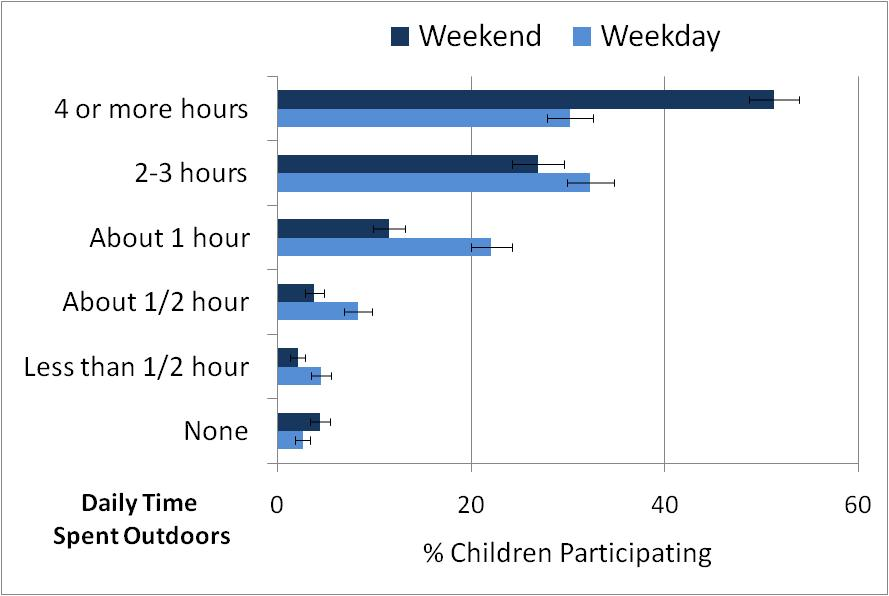 Weekend Weekday
4 or more hours
2-3 hours
About 1 hour
About 1/2 hour
Less than 1/2 hour
None
0 20 40 60
Daily Time
Spent Outdoors
% Children Participating